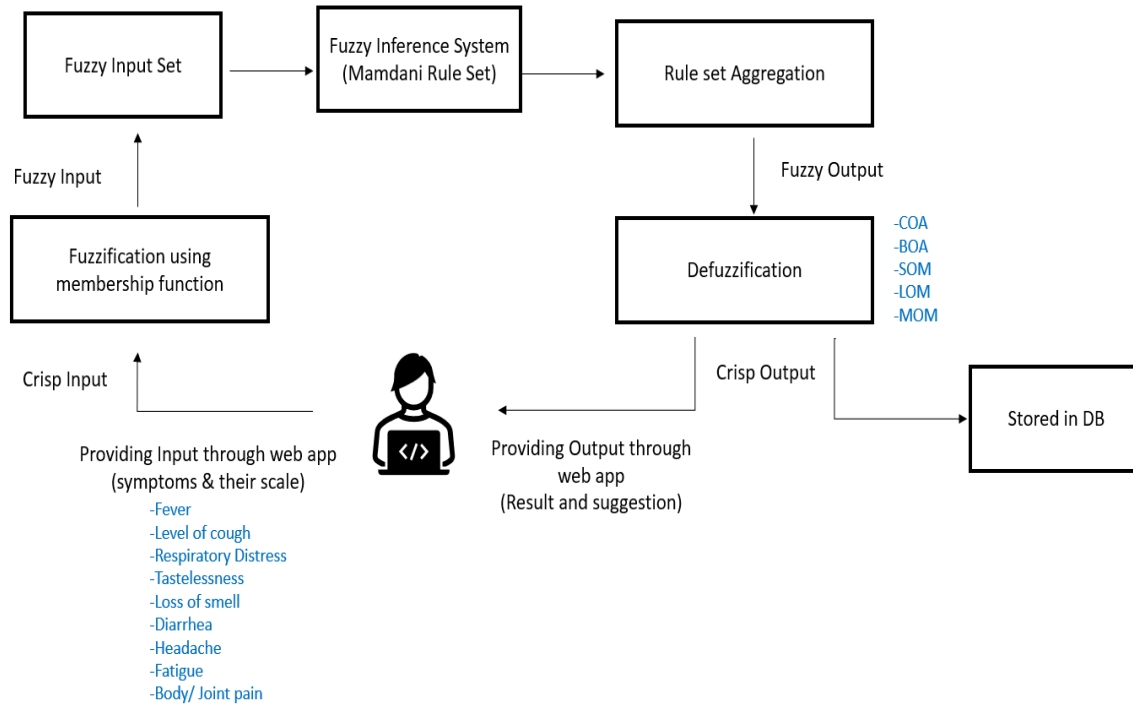 Fuzzy Input Set
Fuzzy Inference System
(Mamdani Rule Set)
Rule set Aggregation
Fuzzy Input
Fuzzy Output
Fuzzification using
membership function
Defuzzification
-COA
-BOA
-SOM
-LOM
-MOM
Crisp Input
Crisp Output
Stored in DB
</>
Providing Input through web app
(symptoms & their scale)
-Fever
-Level of cough
-Respiratory Distress
-Tastelessness
-Loss of smell
-Diarrhea
-Headache
-Fatigue
-Body/ Joint pain
Providing Output through
web app
(Result and suggestion)